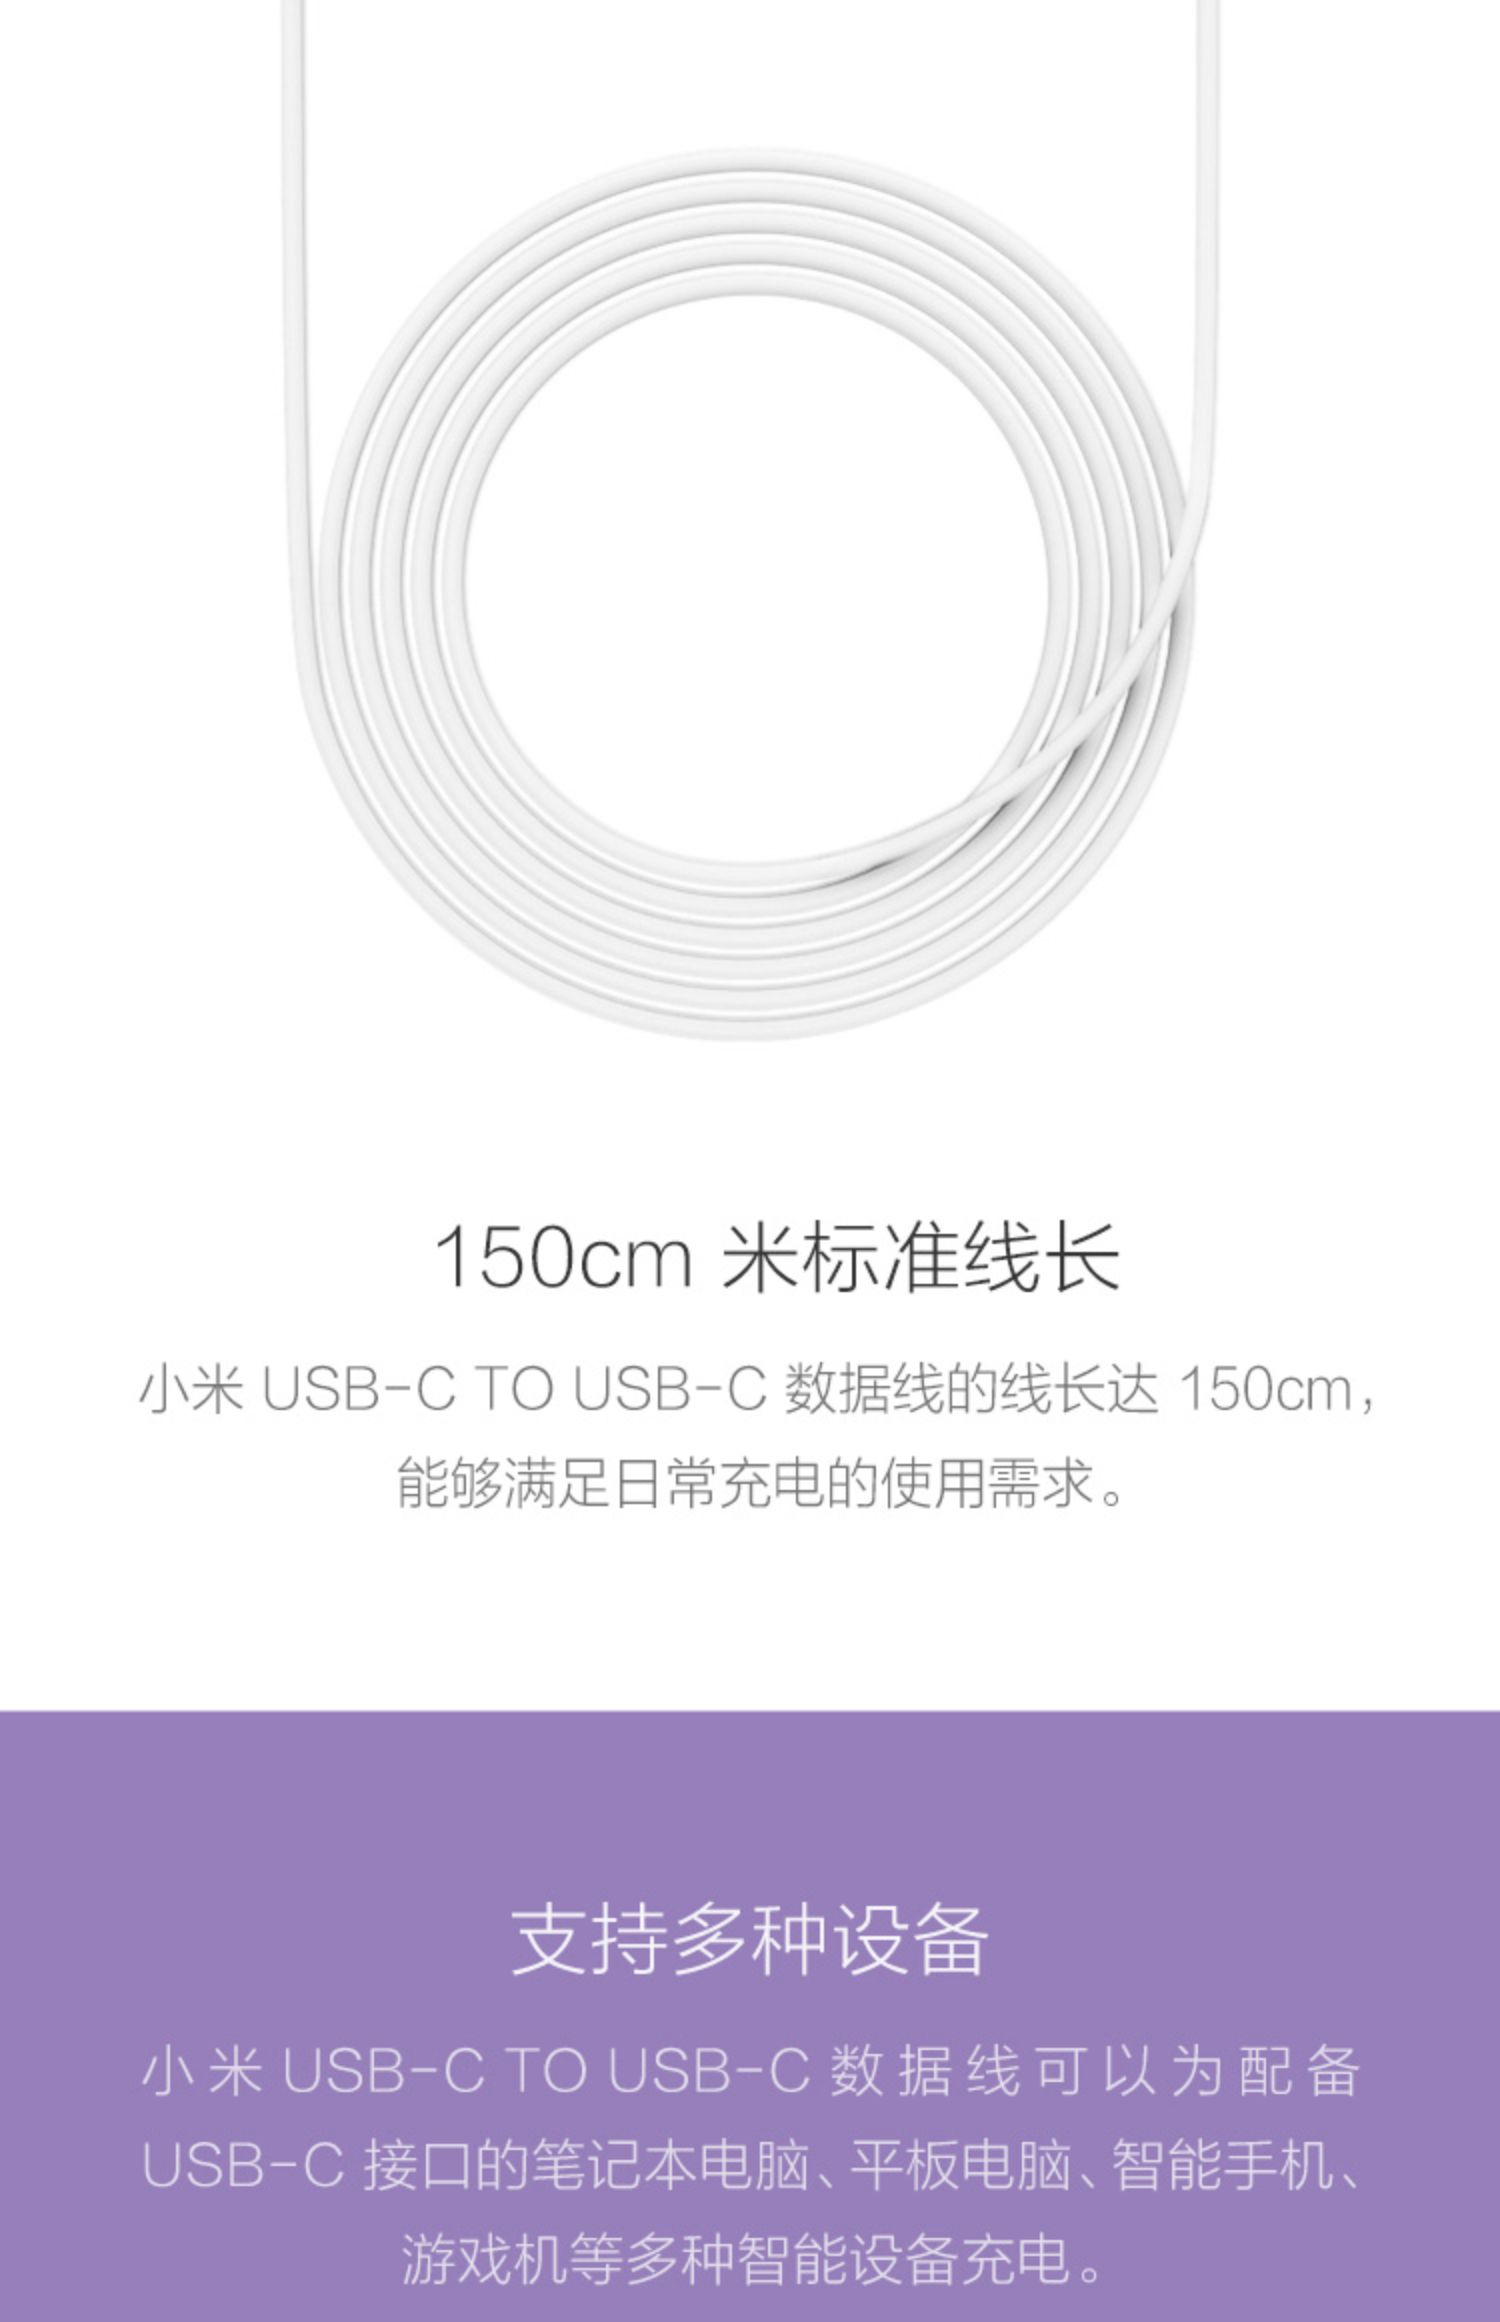 150cm 米标准线长
小米 USB-C TO USB-C 数据线的线长达 150cm，
能够满足日常充电的使用需求。
支持多种设备
小米 USB-C TO USB-C 数据线可以为配备
USB-C 接口的笔记本电脑、平板电脑、智能手机、
游戏机等多种智能设备充电。